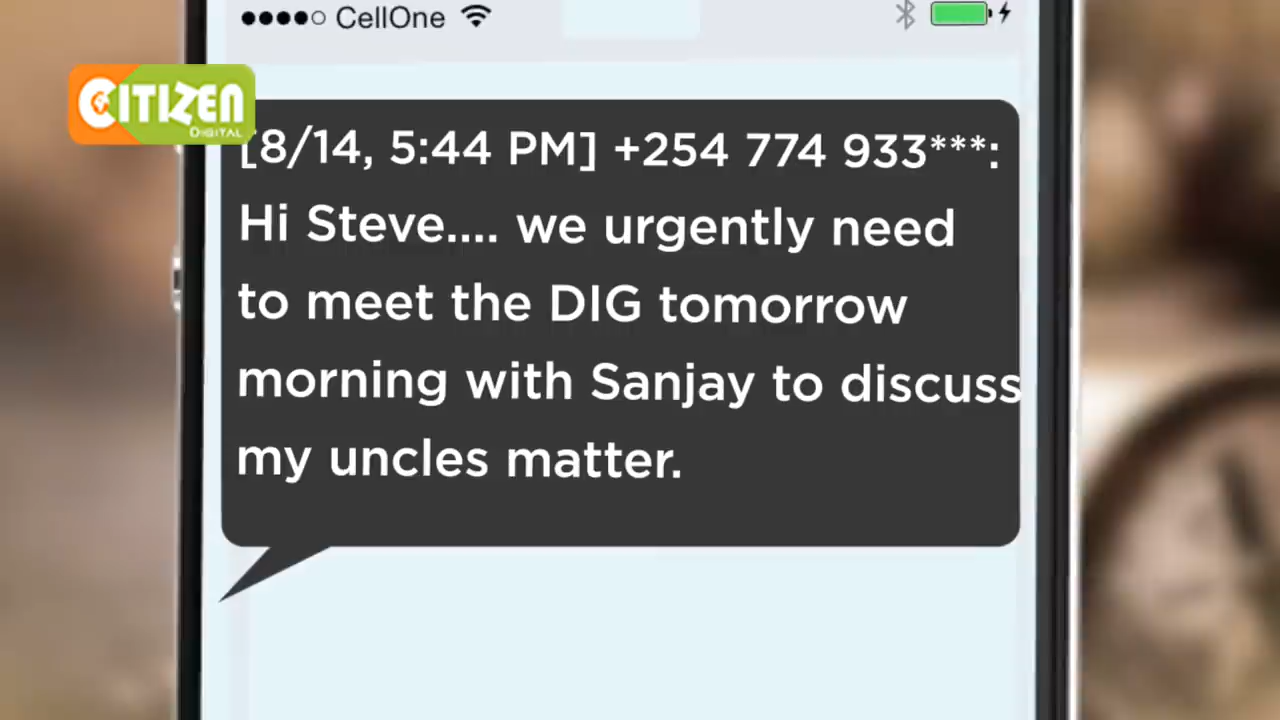 CellOne
CITIZEN
DIGITAL
[8/14, 5:44 PM] +254 774 933***:
Hi Steve.... we urgently need
to meet the DIG tomorrow
morning with Sanjay to discuss
my uncles matter.